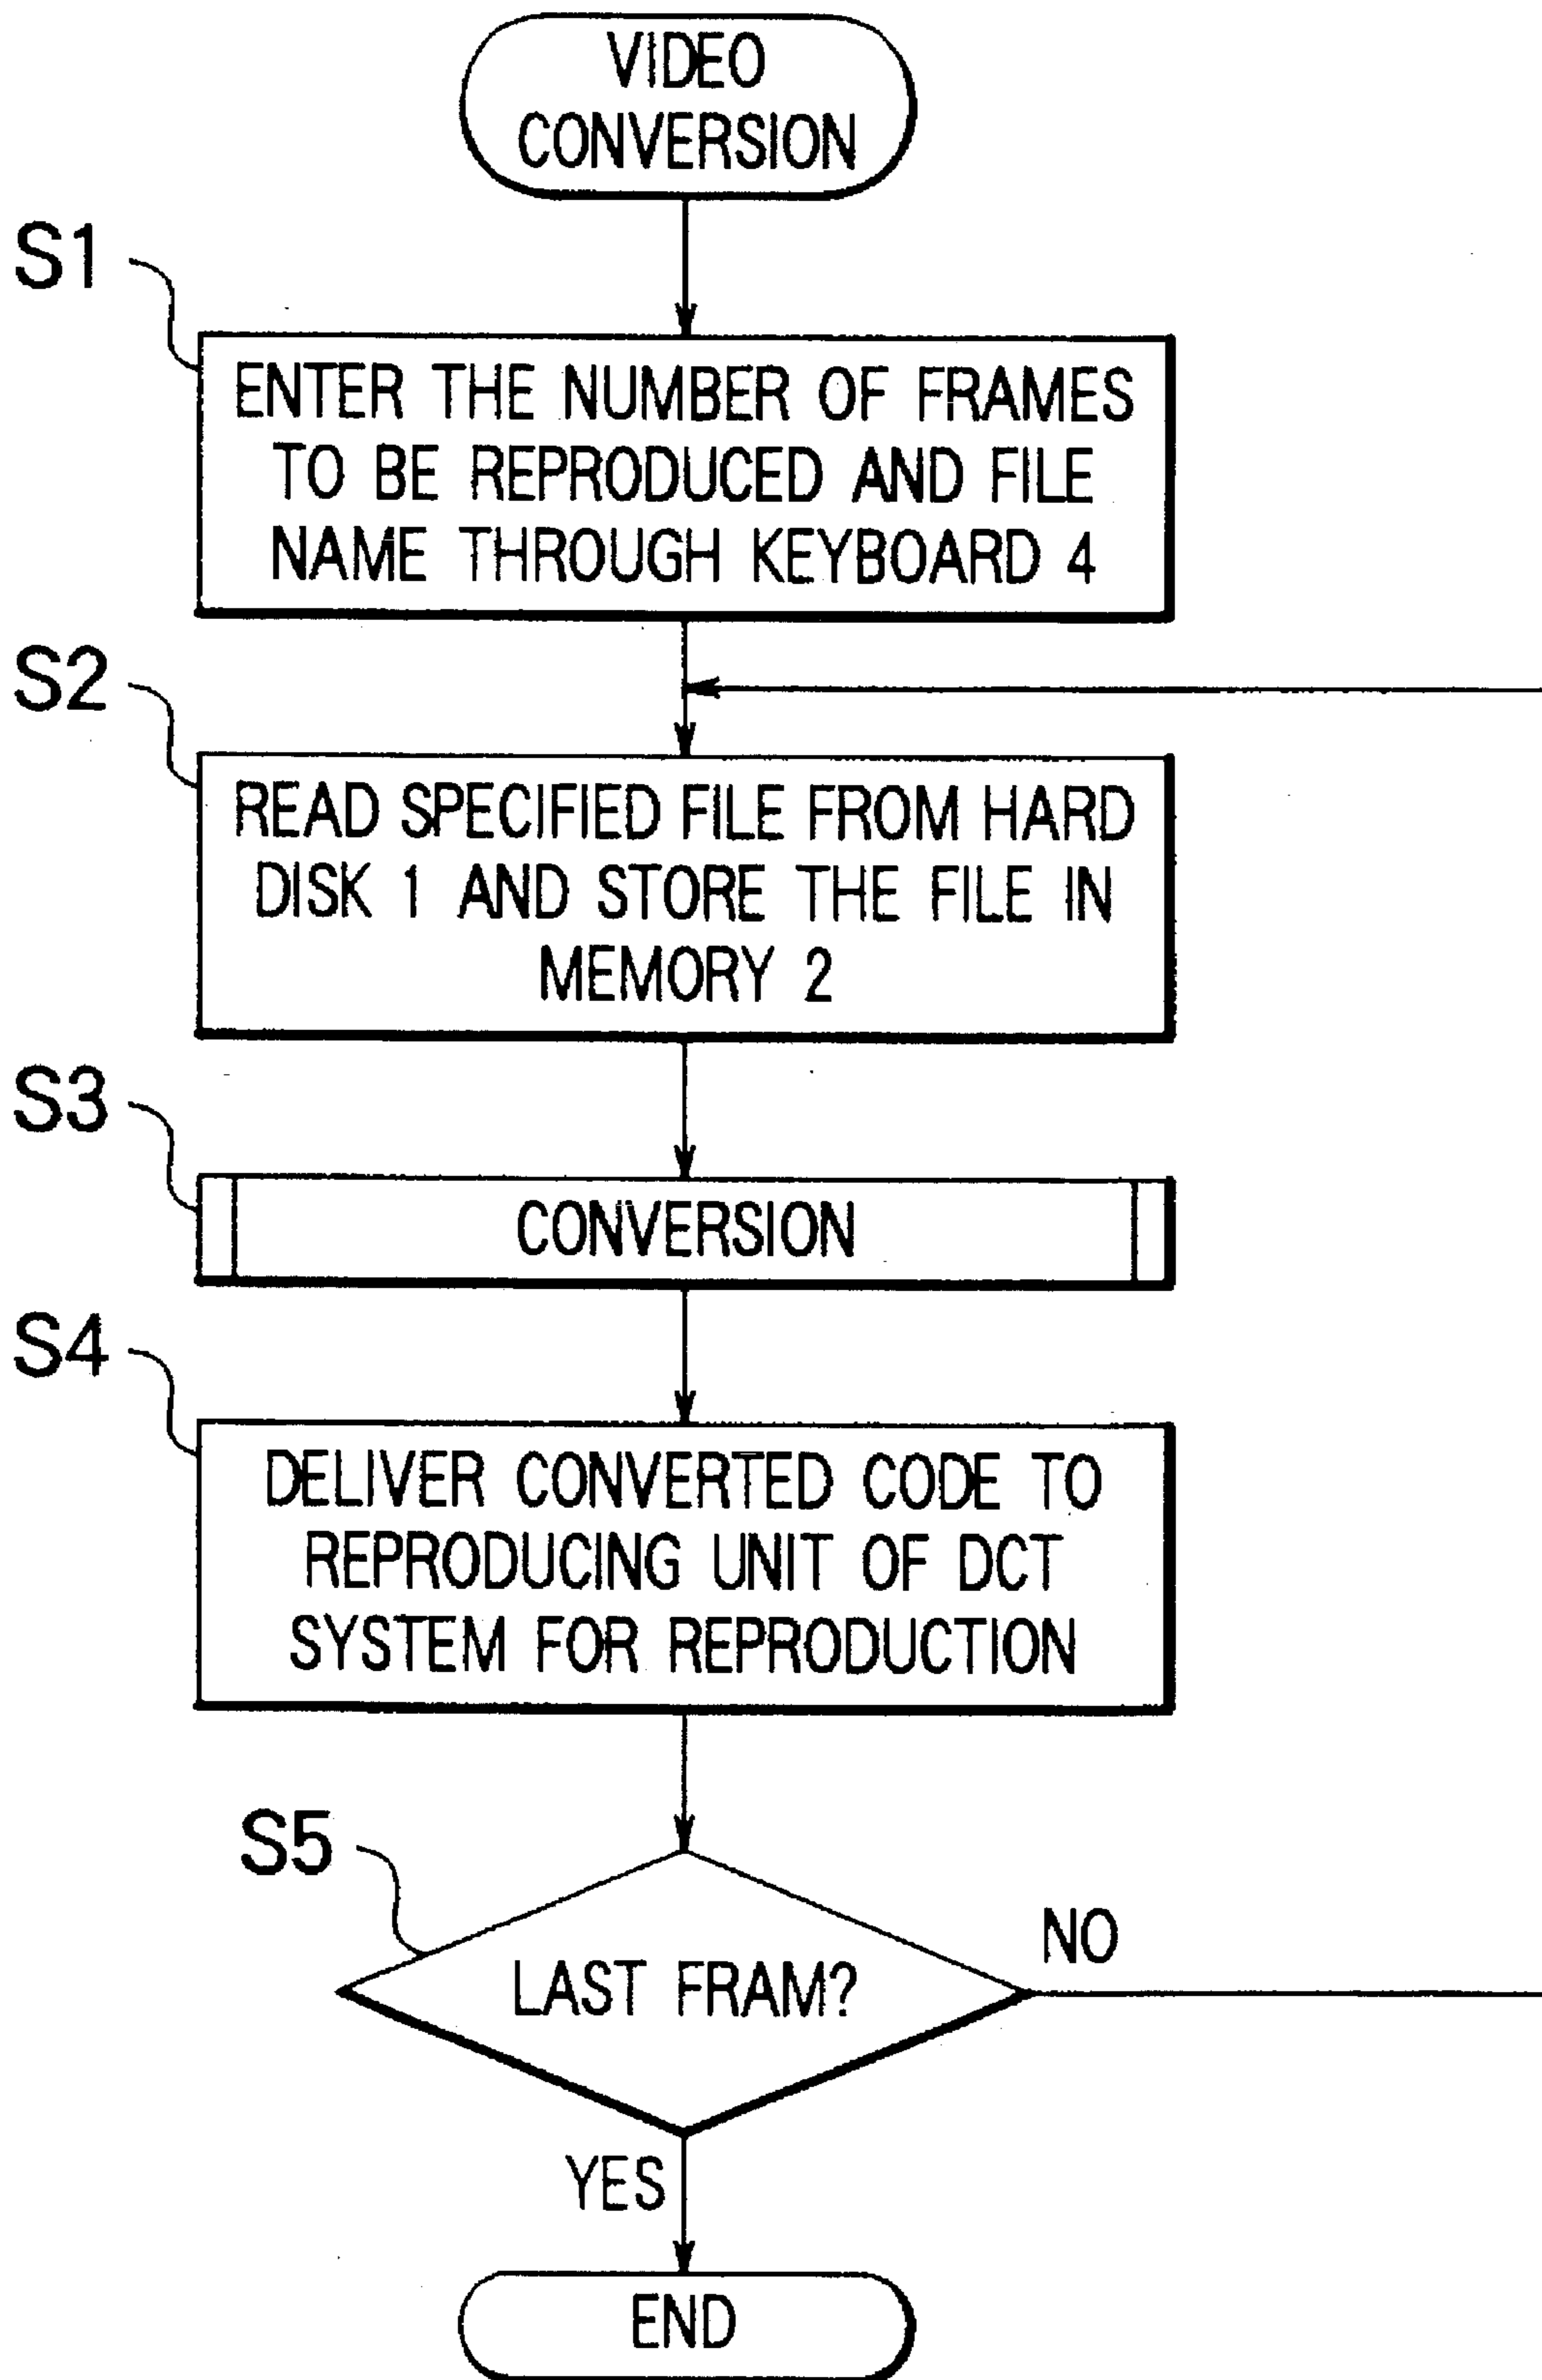 VIDEO
CONVERSION
S1
ENTER THE NUMBER OF FRAMES
TO BE REPRODUCED AND FILE
NAME THROUGH KEYBOARD 4
S2
READ SPECIFIED FILE FROM HARD
DISK 1 AND STORE THE FILE IN
MEMORY 2
S3
CONVERSION
S4
DELIVER CONVERTED CODE TO
REPRODUCING UNIT OF DCT
SYSTEM FOR REPRODUCTION
S5
LAST FRAM?
NO
YES
END